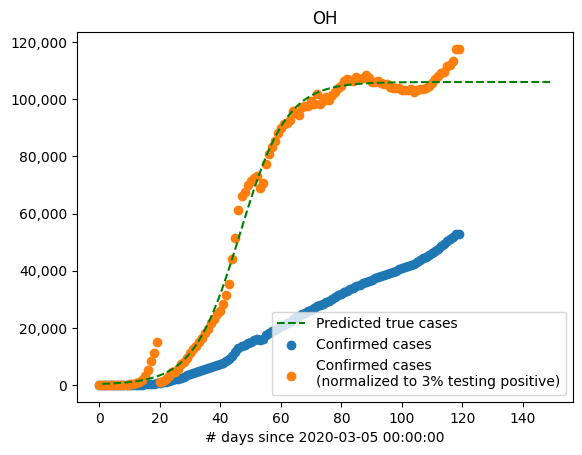 OH
120,000
100,000
80,000
60,000
40,000
20,000
0
Predicted true cases
Confirmed cases
Confirmed cases
(normalized to 3% testing positive)
0 20 40 60 80 100 120 140
# days since 2020-03-05 00:00:00